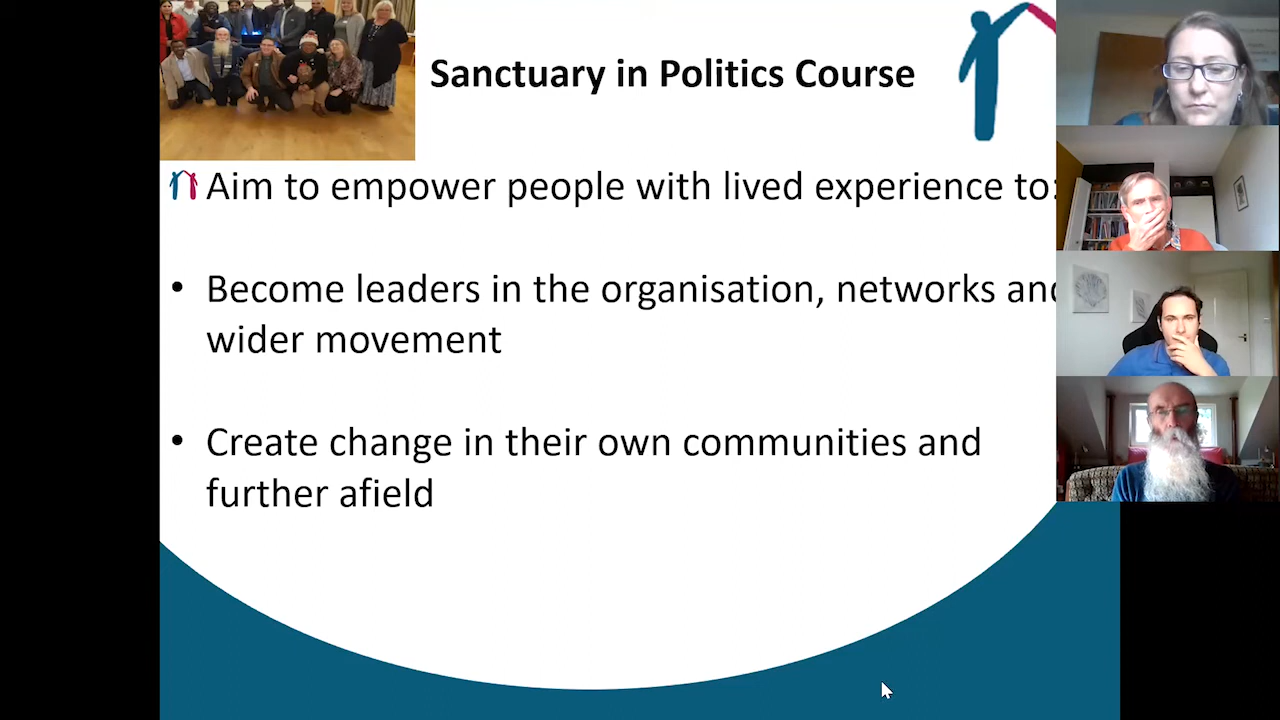 Sanctuary in Politics Course
Aim to empower people with lived experience to:
• Become leaders in the organisation, networks and
wider movement
• Create change in their own communities and
further afield